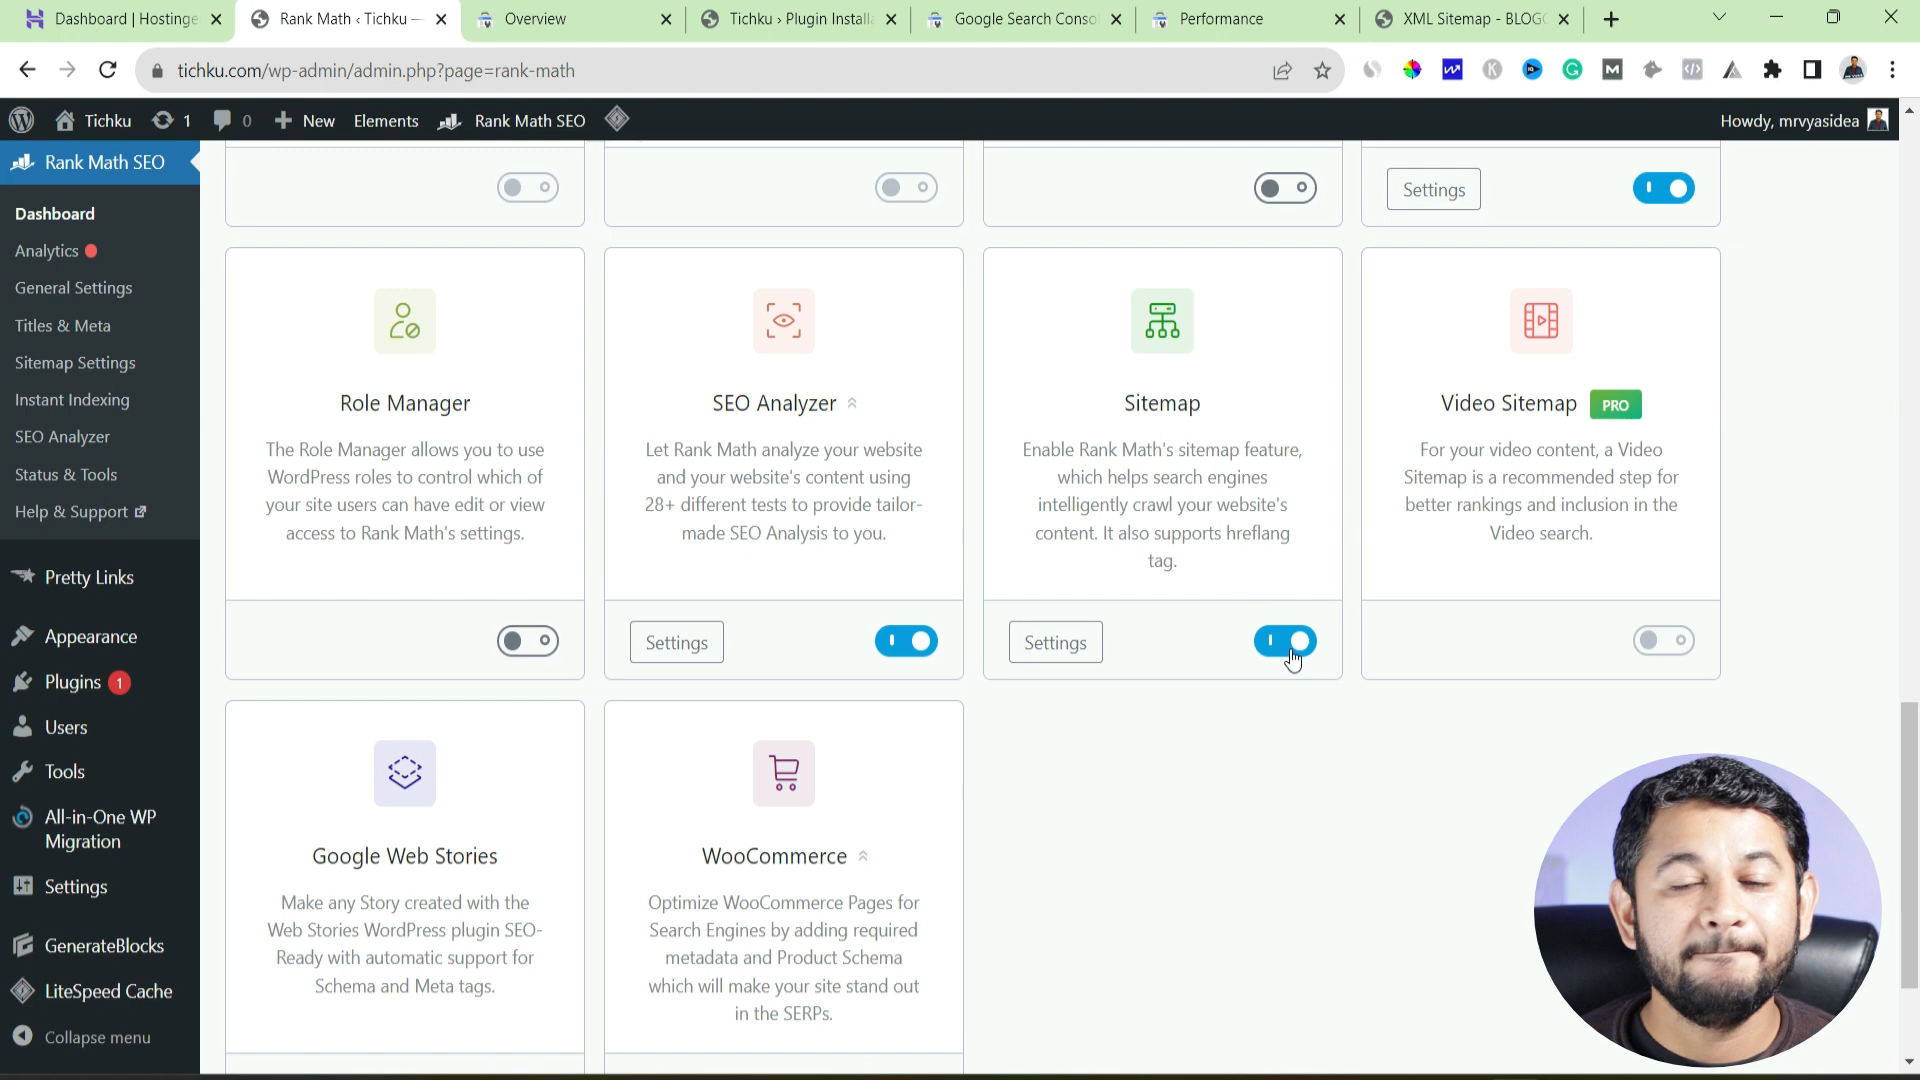 Dashboard | Hostinge
Rank Math ‹ Tichku —
Overview
Tichku › Plugin Installa
Google Search Conso
Performance
XML Sitemap - BLOG
tichku.com/wp-admin/admin.php?page=rank-math
Tichku
1
0
New
Elements
Rank Math SEO
Howdy, mrvyasidea
Rank Math SEO
Dashboard
Analytics
General Settings
Titles & Meta
Sitemap Settings
Instant Indexing
SEO Analyzer
Status & Tools
Help & Support
Pretty Links
Appearance
Plugins 1
Users
Tools
All-in-One WP
Migration
Settings
GenerateBlocks
LiteSpeed Cache
Collapse menu
Settings
Role Manager
The Role Manager allows you to use
WordPress roles to control which of
your site users can have edit or view
access to Rank Math's settings.
SEO Analyzer
Let Rank Math analyze your website
and your website's content using
28+ different tests to provide tailor-
made SEO Analysis to you.
Settings
Sitemap
Enable Rank Math's sitemap feature,
which helps search engines
intelligently crawl your website's
content. It also supports hreflang
tag.
Settings
Video Sitemap PRO
For your video content, a Video
Sitemap is a recommended step for
better rankings and inclusion in the
Video search.
Google Web Stories
Make any Story created with the
Web Stories WordPress plugin SEO-
Ready with automatic support for
Schema and Meta tags.
WooCommerce
Optimize WooCommerce Pages for
Search Engines by adding required
metadata and Product Schema
which will make your site stand out
in the SERPs.